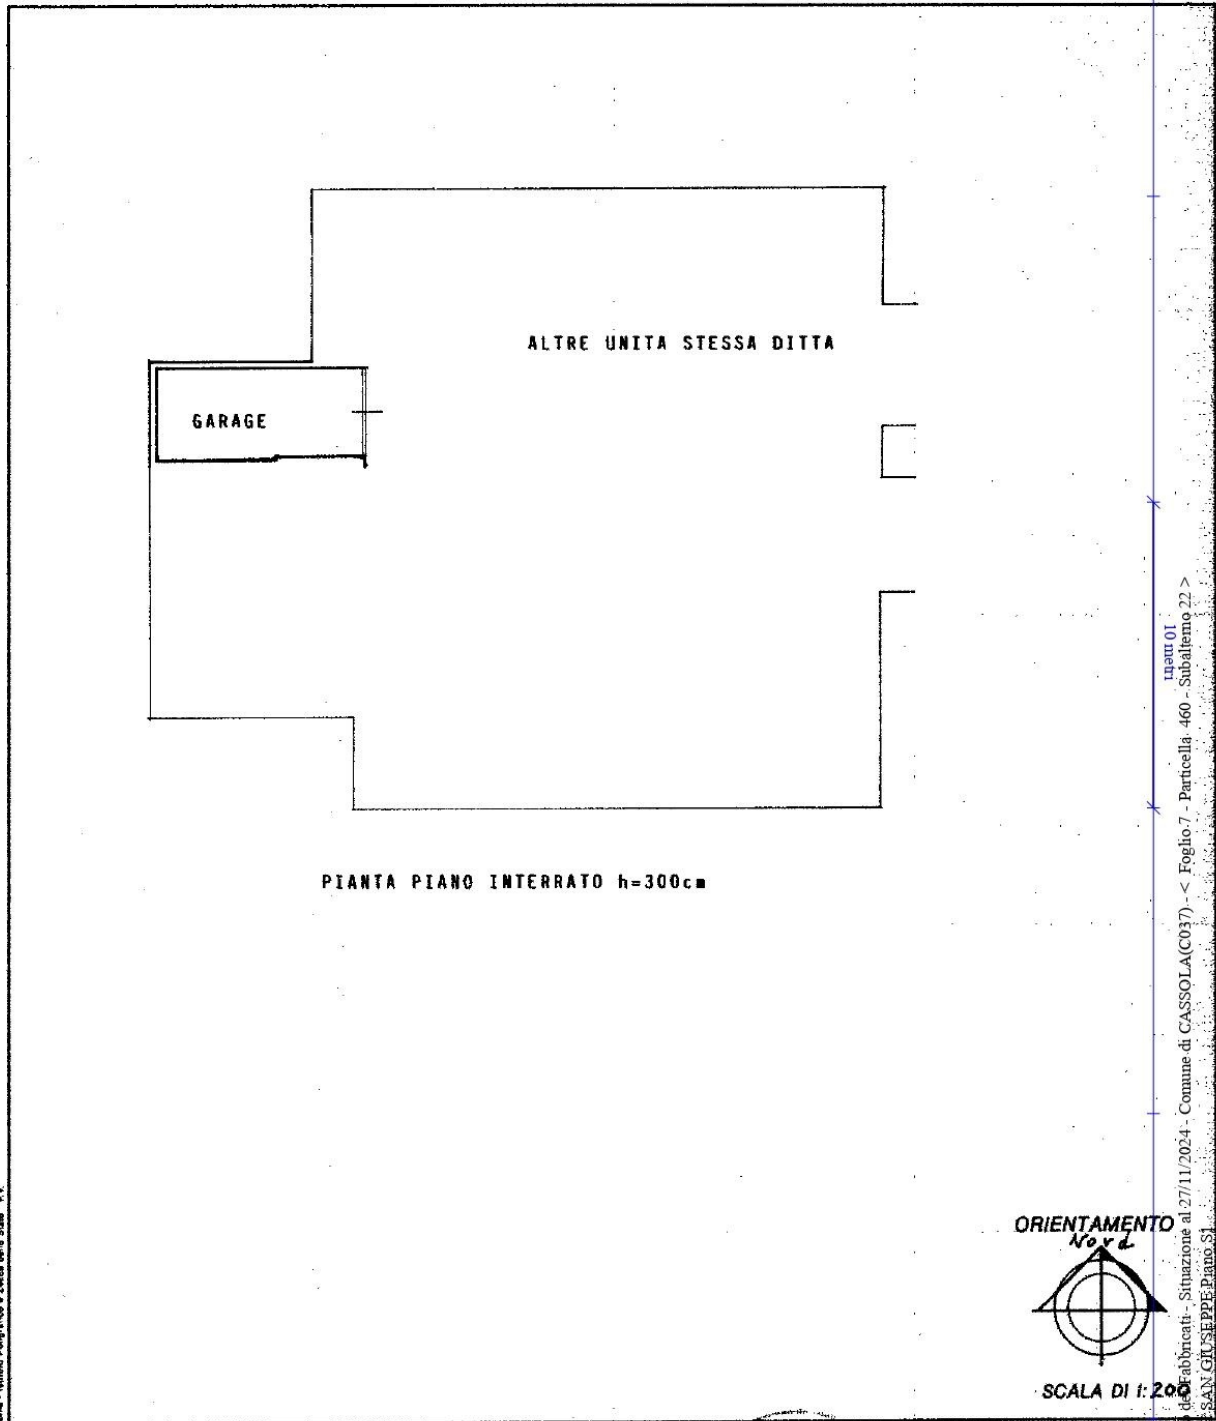 ALTRE UNITA STESSA DITTA
GARAGE
PIANTA PIANO INTERRATO h=300cm
10 metri
dei Fabbricati - Situazione al 27/11/2024 - Comune di CASSOLA(C037) - < Foglio 7 - Particella 460 - Subalterno 22 >
SAN GIUSEPPE Piano S1
ORIENTAMENTO
Nord
SCALA DI 1:200